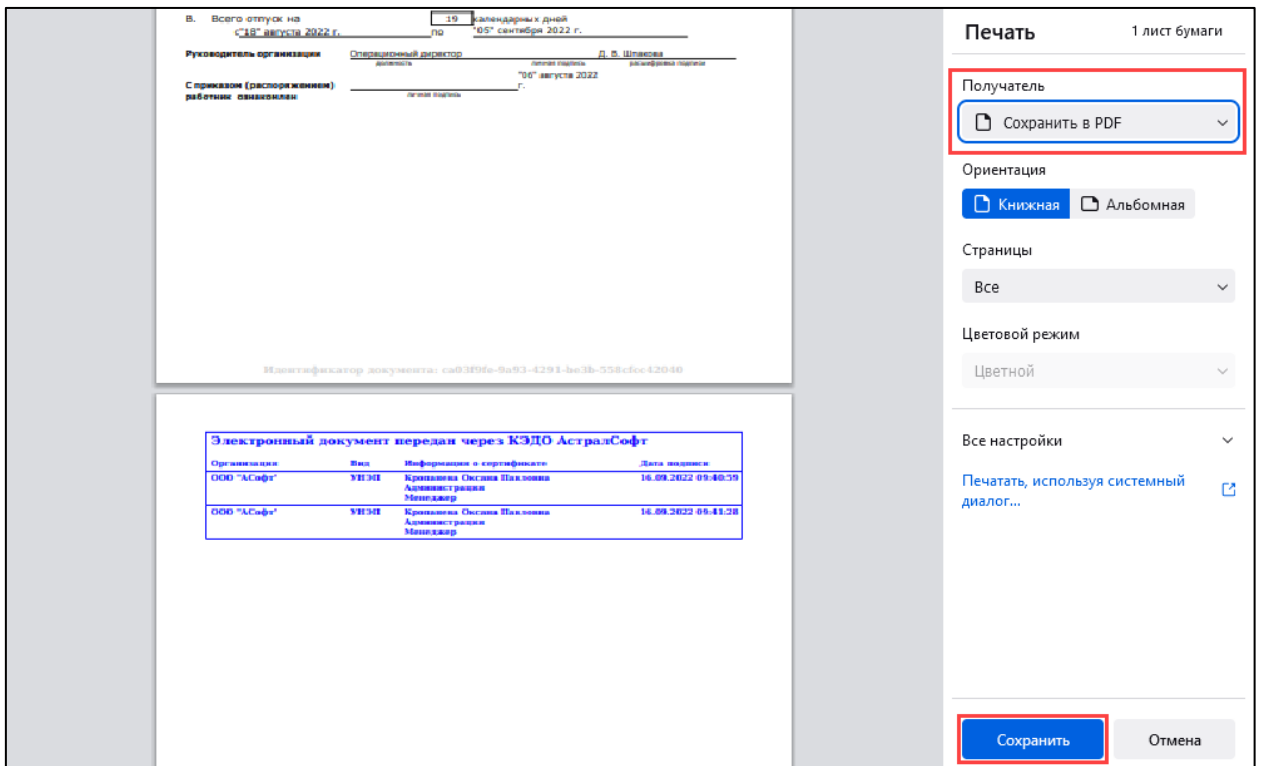 В. Всего отпуск на 19 календарных дней
с "18" августа 2022 г. по "05" сентября 2022 г.
Руководитель организации Операционный директор Д. В. Шпакова
должность личная подпись расшифровка подписи
"06" августа 2022
С приказом (распоряжением) г.
работник ознакомлен личная подпись
Идентификатор документа: ca03f9fe-9a93-4291-be3b-558cfcc42040
Электронный документ передан через КЭДО АстралСофт
Организация Вид Информация о сертификате Дата подписи
ООО "АСофт" УНЭП Кропанева Оксана Павловна 16.09.2022 09:40:59
Администрация
Менеджер
ООО "АСофт" УНЭП Кропанева Оксана Павловна 16.09.2022 09:41:28
Администрация
Менеджер
Печать 1 лист бумаги
Получатель
Сохранить в PDF
Ориентация
Книжная Альбомная
Страницы
Все
Цветовой режим
Цветной
Все настройки
Печатать, используя системный
диалог...
Сохранить Отмена